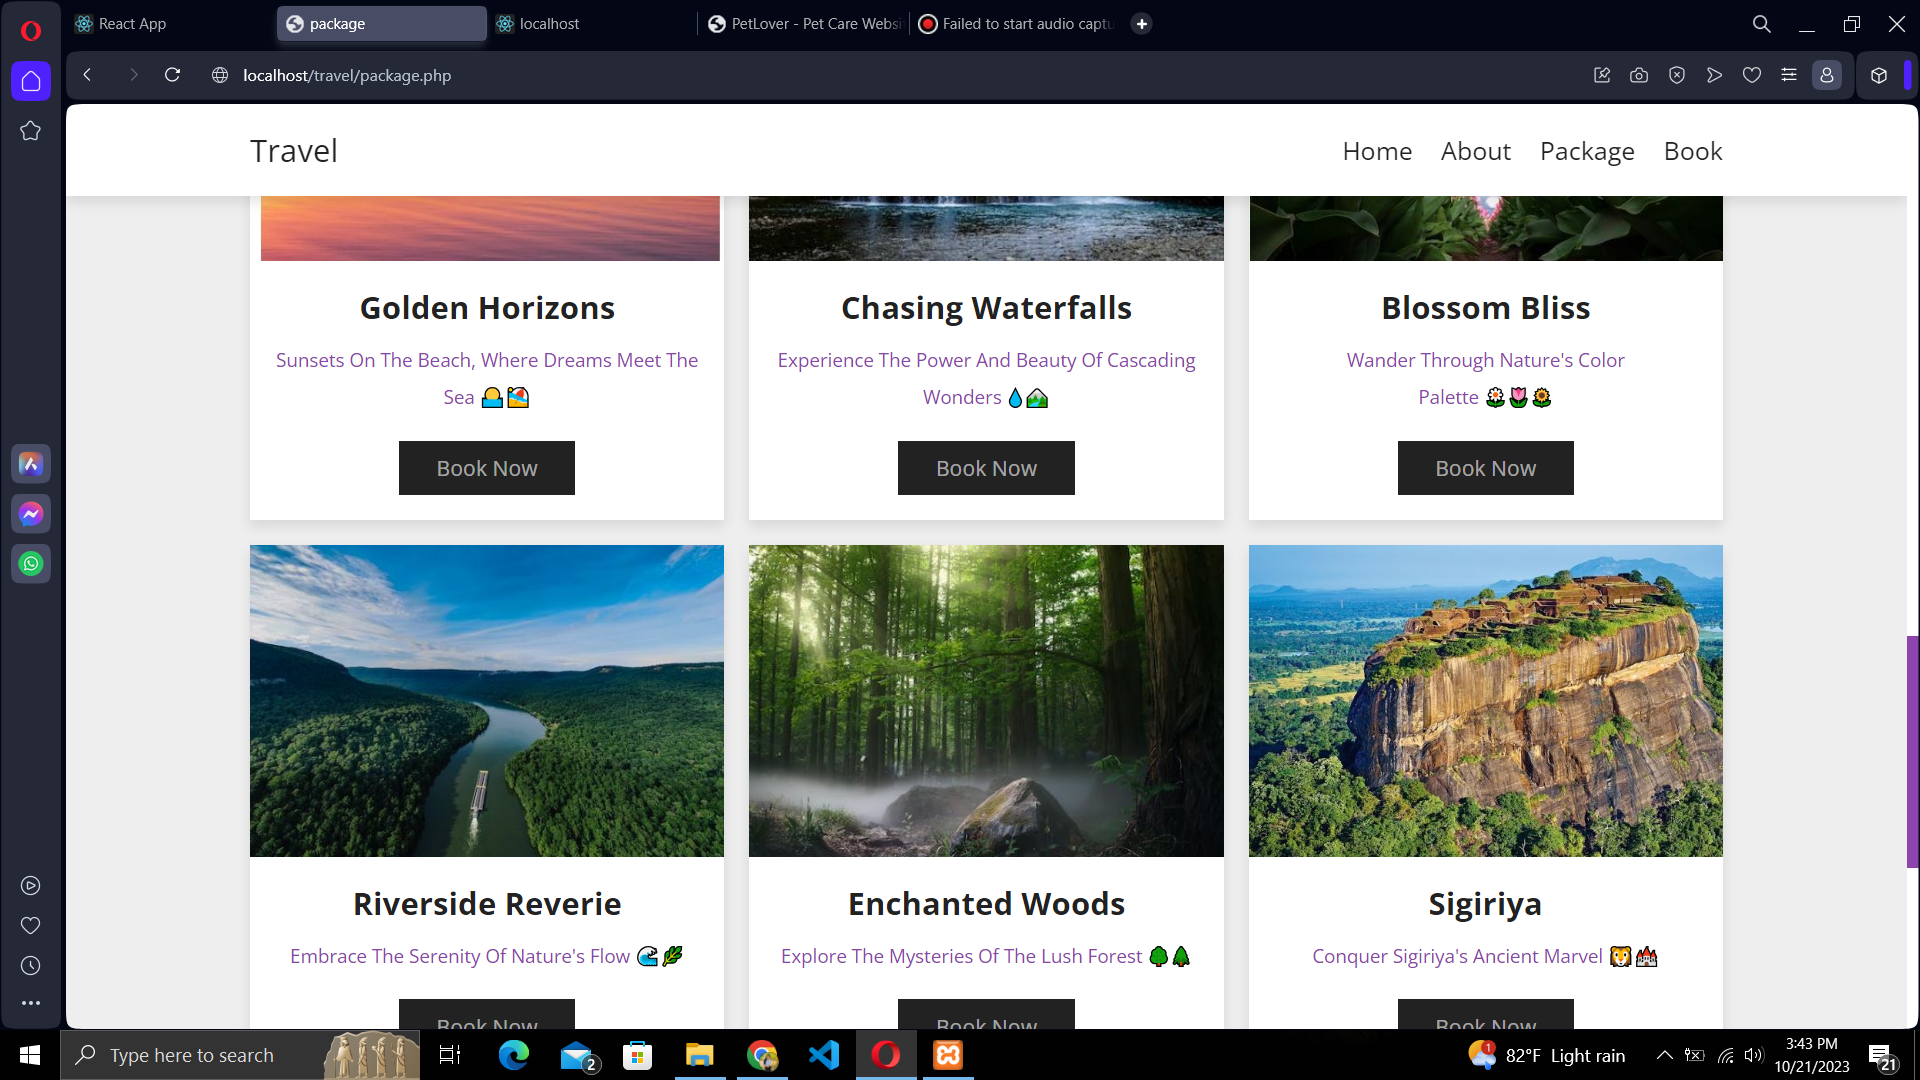 React App
package
localhost
PetLover - Pet Care Websi
Failed to start audio captu
localhost/travel/package.php
Travel
Home About Package Book
Golden Horizons
Sunsets On The Beach, Where Dreams Meet The
Sea 🌅🏖
Book Now
Chasing Waterfalls
Experience The Power And Beauty Of Cascading
Wonders 💧🏞
Book Now
Blossom Bliss
Wander Through Nature's Color
Palette 🌼🌷🌻
Book Now
Riverside Reverie
Embrace The Serenity Of Nature's Flow 🌊🌿
Book Now
Enchanted Woods
Explore The Mysteries Of The Lush Forest 🌳🌲
Book Now
Sigiriya
Conquer Sigiriya's Ancient Marvel 🦁🏰
Book Now
Type here to search
2
1
82°F Light rain
3:43 PM
10/21/2023
21